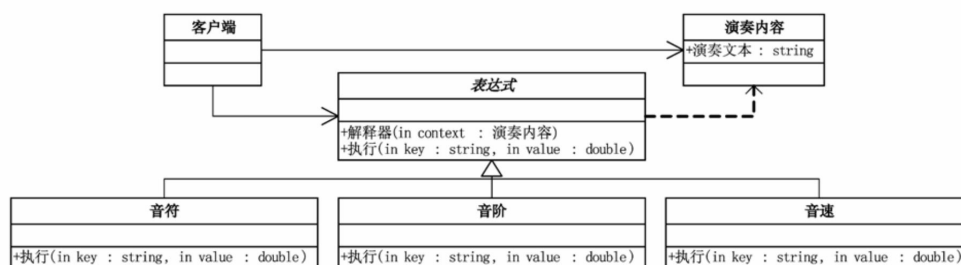 客户端
演奏内容
+演奏文本 : string
表达式
+解释器(in context : 演奏内容)
+执行(in key : string, in value : double)
音符
+执行(in key : string, in value : double)
音阶
+执行(in key : string, in value : double)
音速
+执行(in key : string, in value : double)